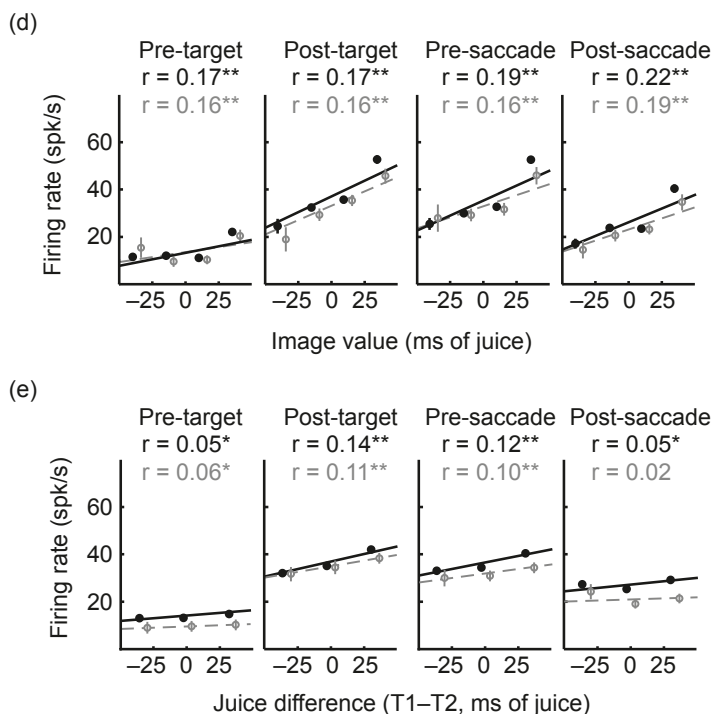 (d)
Pre-target Post-target Pre-saccade Post-saccade
r = 0.17** r = 0.17** r = 0.19** r = 0.22**
r = 0.16** r = 0.16** r = 0.16** r = 0.19**
Firing rate (spk/s)
60
40
20
–25 0 25 –25 0 25 –25 0 25 –25 0 25
Image value (ms of juice)
(e)
Pre-target Post-target Pre-saccade Post-saccade
r = 0.05* r = 0.14** r = 0.12** r = 0.05*
r = 0.06* r = 0.11** r = 0.10** r = 0.02
Firing rate (spk/s)
60
40
20
–25 0 25 –25 0 25 –25 0 25 –25 0 25
Juice difference (T1–T2, ms of juice)